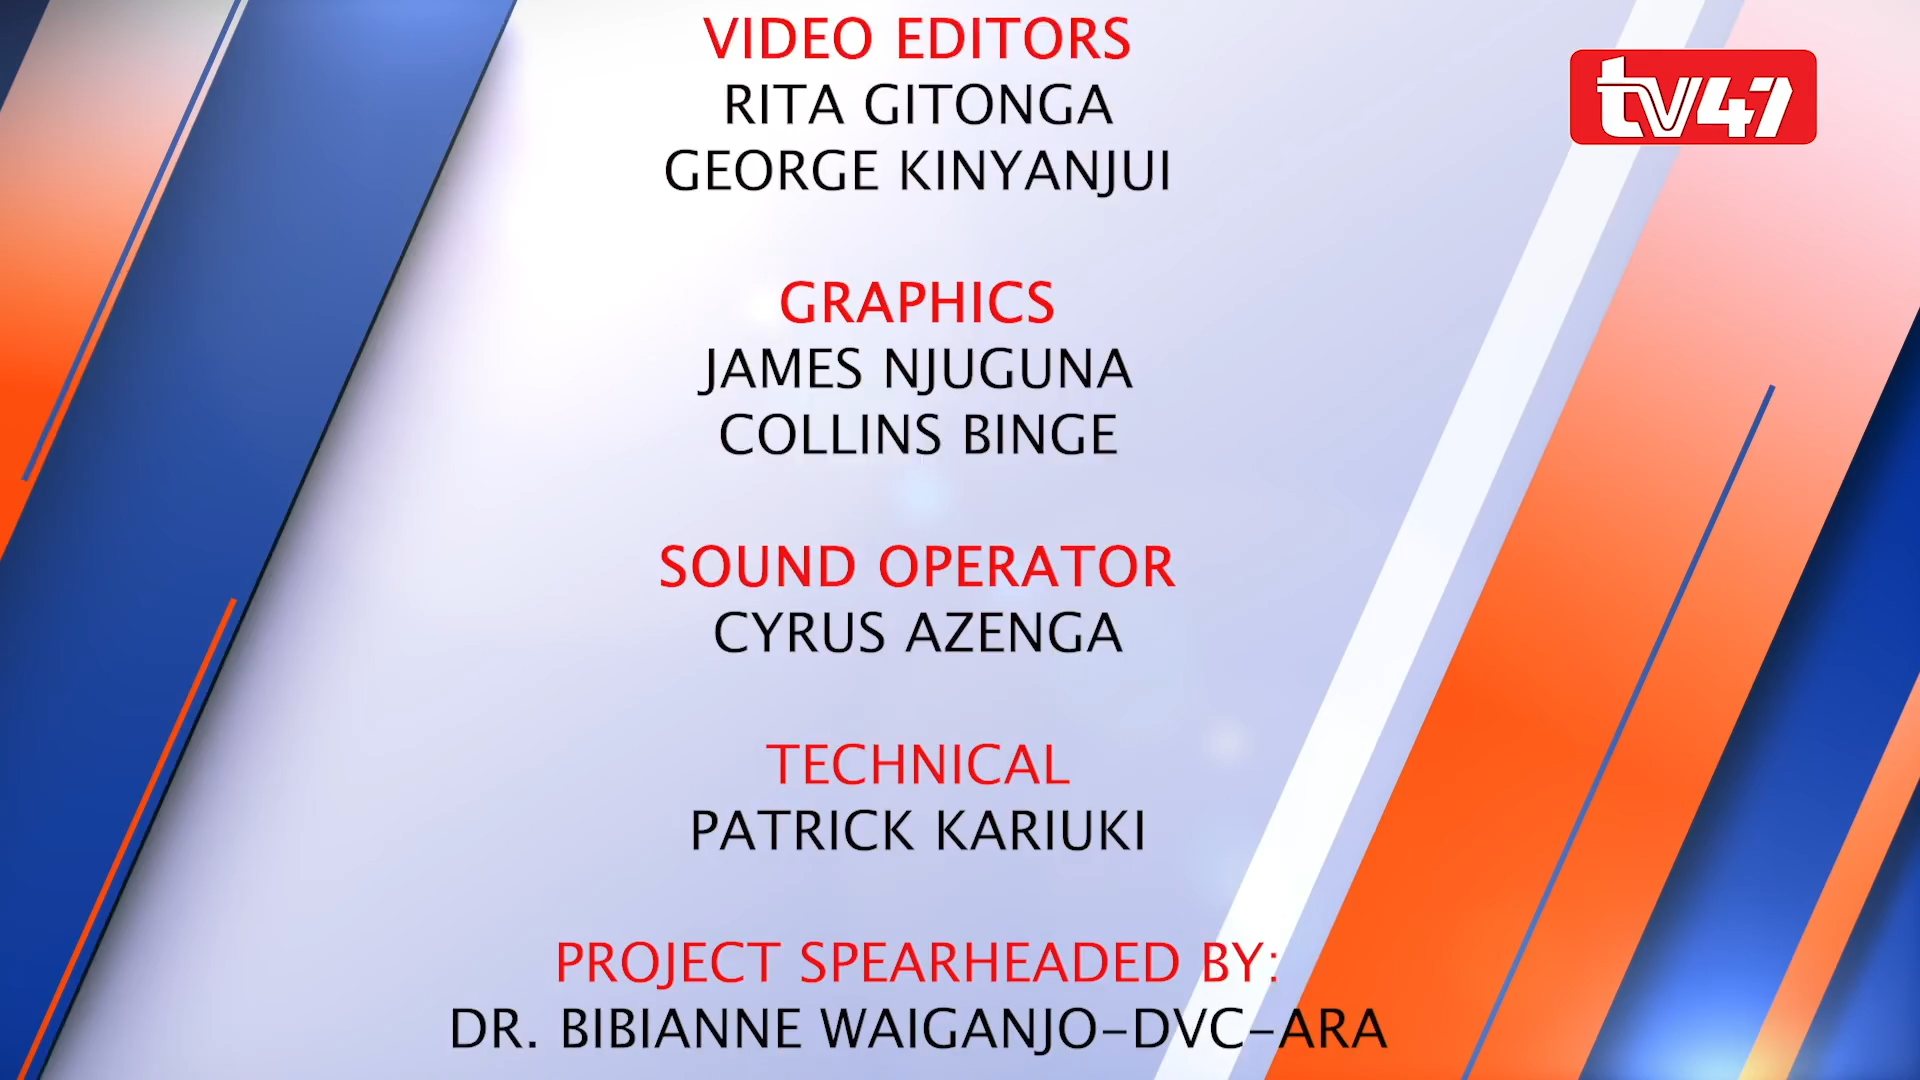 VIDEO EDITORS
RITA GITONGA
GEORGE KINYANJUI
GRAPHICS
JAMES NJUGUNA
COLLINS BINGE
SOUND OPERATOR
CYRUS AZENGA
TECHNICAL
PATRICK KARIUKI
PROJECT SPEARHEADED BY:
DR. BIBIANNE WAIGANJO-DVC-ARA
tv47